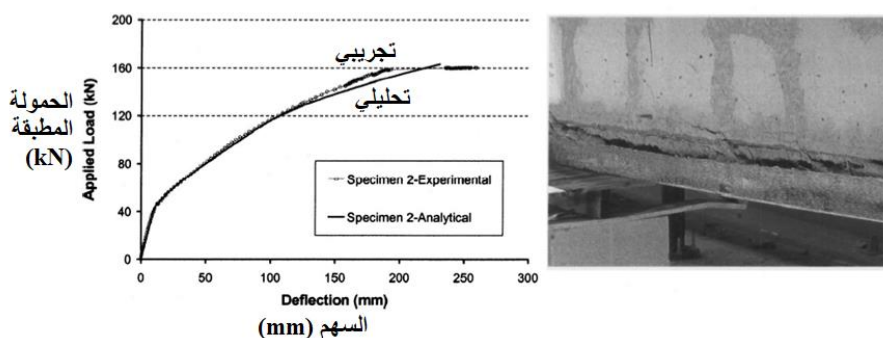 200
160
120
80
40
0
الحمولة
المطبقة
(kN)
Applied Load (kN)
تجريبي
تحليلي
Specimen 2-Experimental
Specimen 2-Analytical
0
50
100
150
200
250
300
Deflection (mm)
السهم (mm)